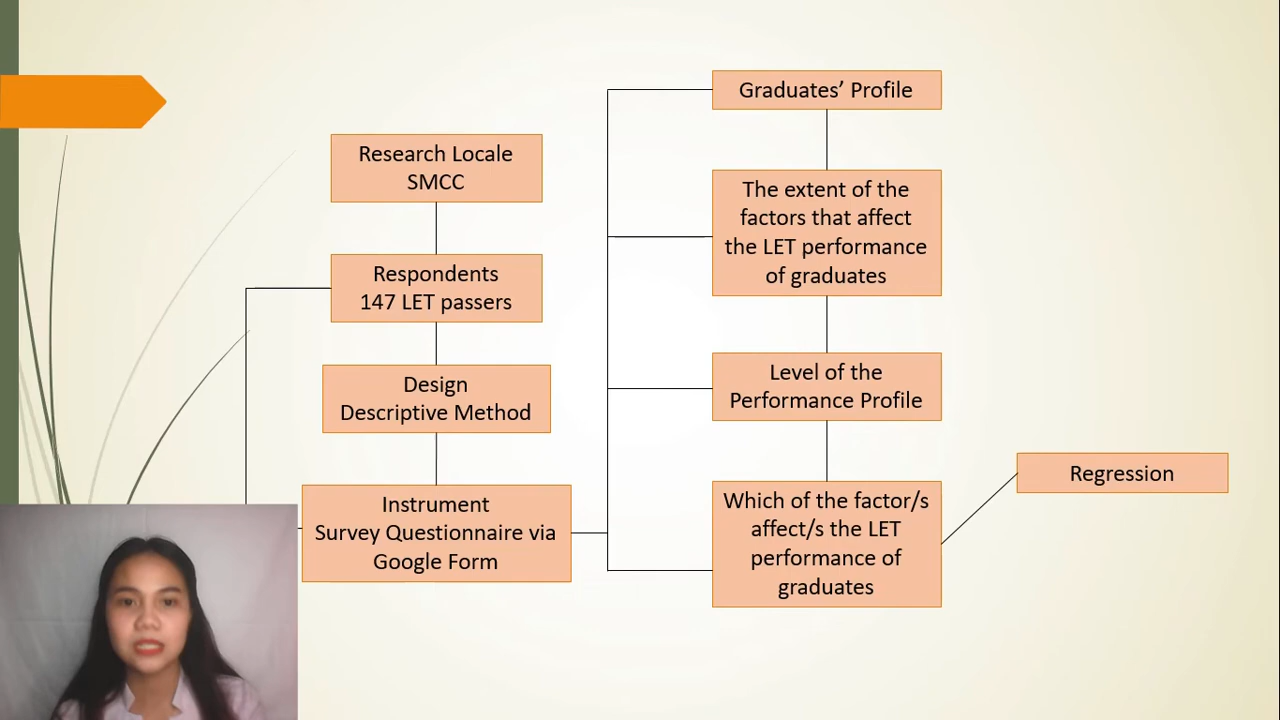 Research Locale
SMCC
Respondents
147 LET passers
Design
Descriptive Method
Instrument
Survey Questionnaire via
Google Form
Graduates’ Profile
The extent of the
factors that affect
the LET performance
of graduates
Level of the
Performance Profile
Which of the factor/s
affect/s the LET
performance of
graduates
Regression